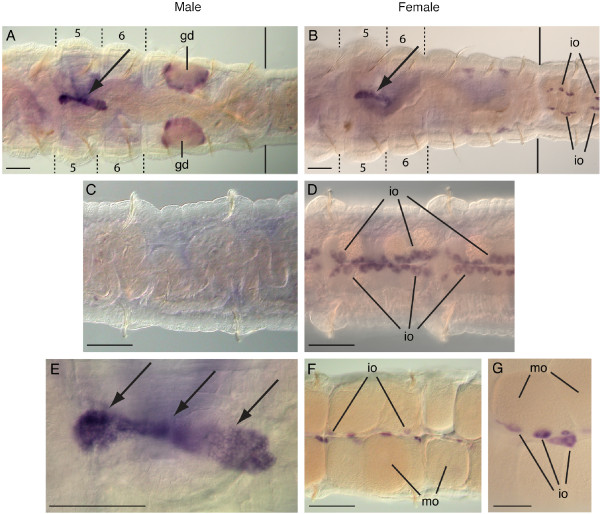 Male Female
A 5 6 gd
gd
5 6
B 5 6 io
io
5 6
C
D io
io
E
F io
mo
G mo
io